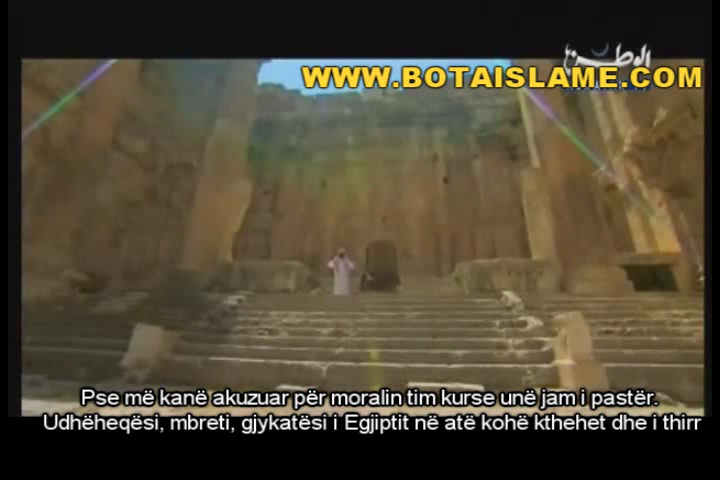 الوطن
WWW.BOTAISLAME.COM
Pse më kanë akuzuar për moralin tim kurse unë jam i pastër.
Udhëheqësi, mbreti, gjykatësi i Egjiptit në atë kohë kthehet dhe i thirr